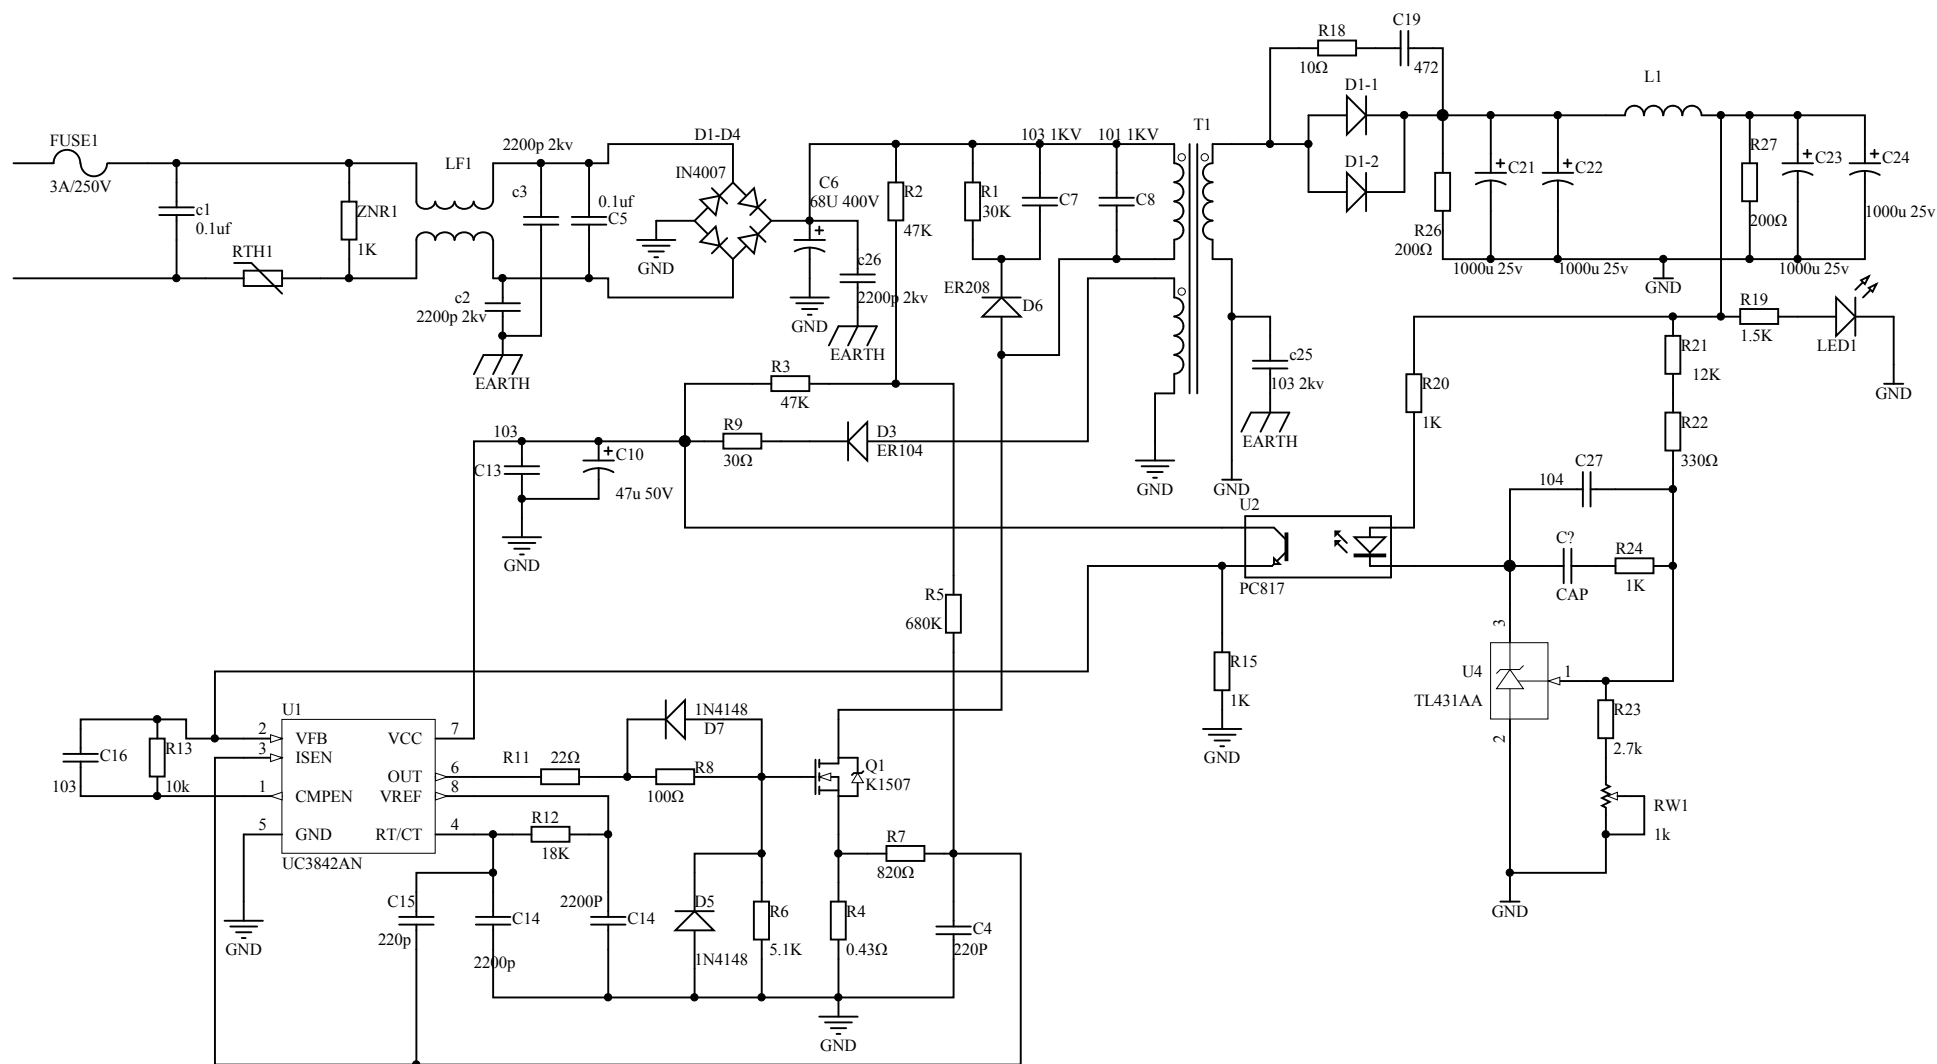 C19
R18
10Ω
472
D1-1
D1-2
L1
T1
FUSE1
3A/250V
c1
0.1uf
RTH1
ZNR1
1K
LF1
2200p 2kv
c3
0.1uf
C5
c2
2200p 2kv
EARTH
D1-D4
IN4007
GND
C6
68U 400V
GND
c26
2200p 2kv
EARTH
R2
47K
R1
30K
103 1KV
C7
101 1KV
C8
ER208
D6
R26
200Ω
C21
1000u 25v
C22
1000u 25v
GND
R27
200Ω
C23
1000u 25v
C24
1000u 25v
R19
1.5K
LED1
GND
R3
47K
R9
30Ω
D3
ER104
103
C13
C10
47u 50V
GND
GND
c25
103 2kv
EARTH
GND
R20
1K
R21
12K
R22
330Ω
C27
104
C?
CAP
R24
1K
U2
PC817
R5
680K
R15
1K
GND
3
U4
TL431AA
1
2
R23
2.7k
RW1
1k
GND
U1
2
VFB
VCC
7
3
ISEN
OUT
6
1
CMPEN
VREF
8
5
GND
RT/CT
4
UC3842AN
C16
103
R13
10k
GND
R11
22Ω
1N4148
D7
R8
100Ω
Q1
K1507
R12
18K
R7
820Ω
C15
220p
C14
2200p
2200P
C14
D5
1N4148
R6
5.1K
R4
0.43Ω
C4
220P
GND